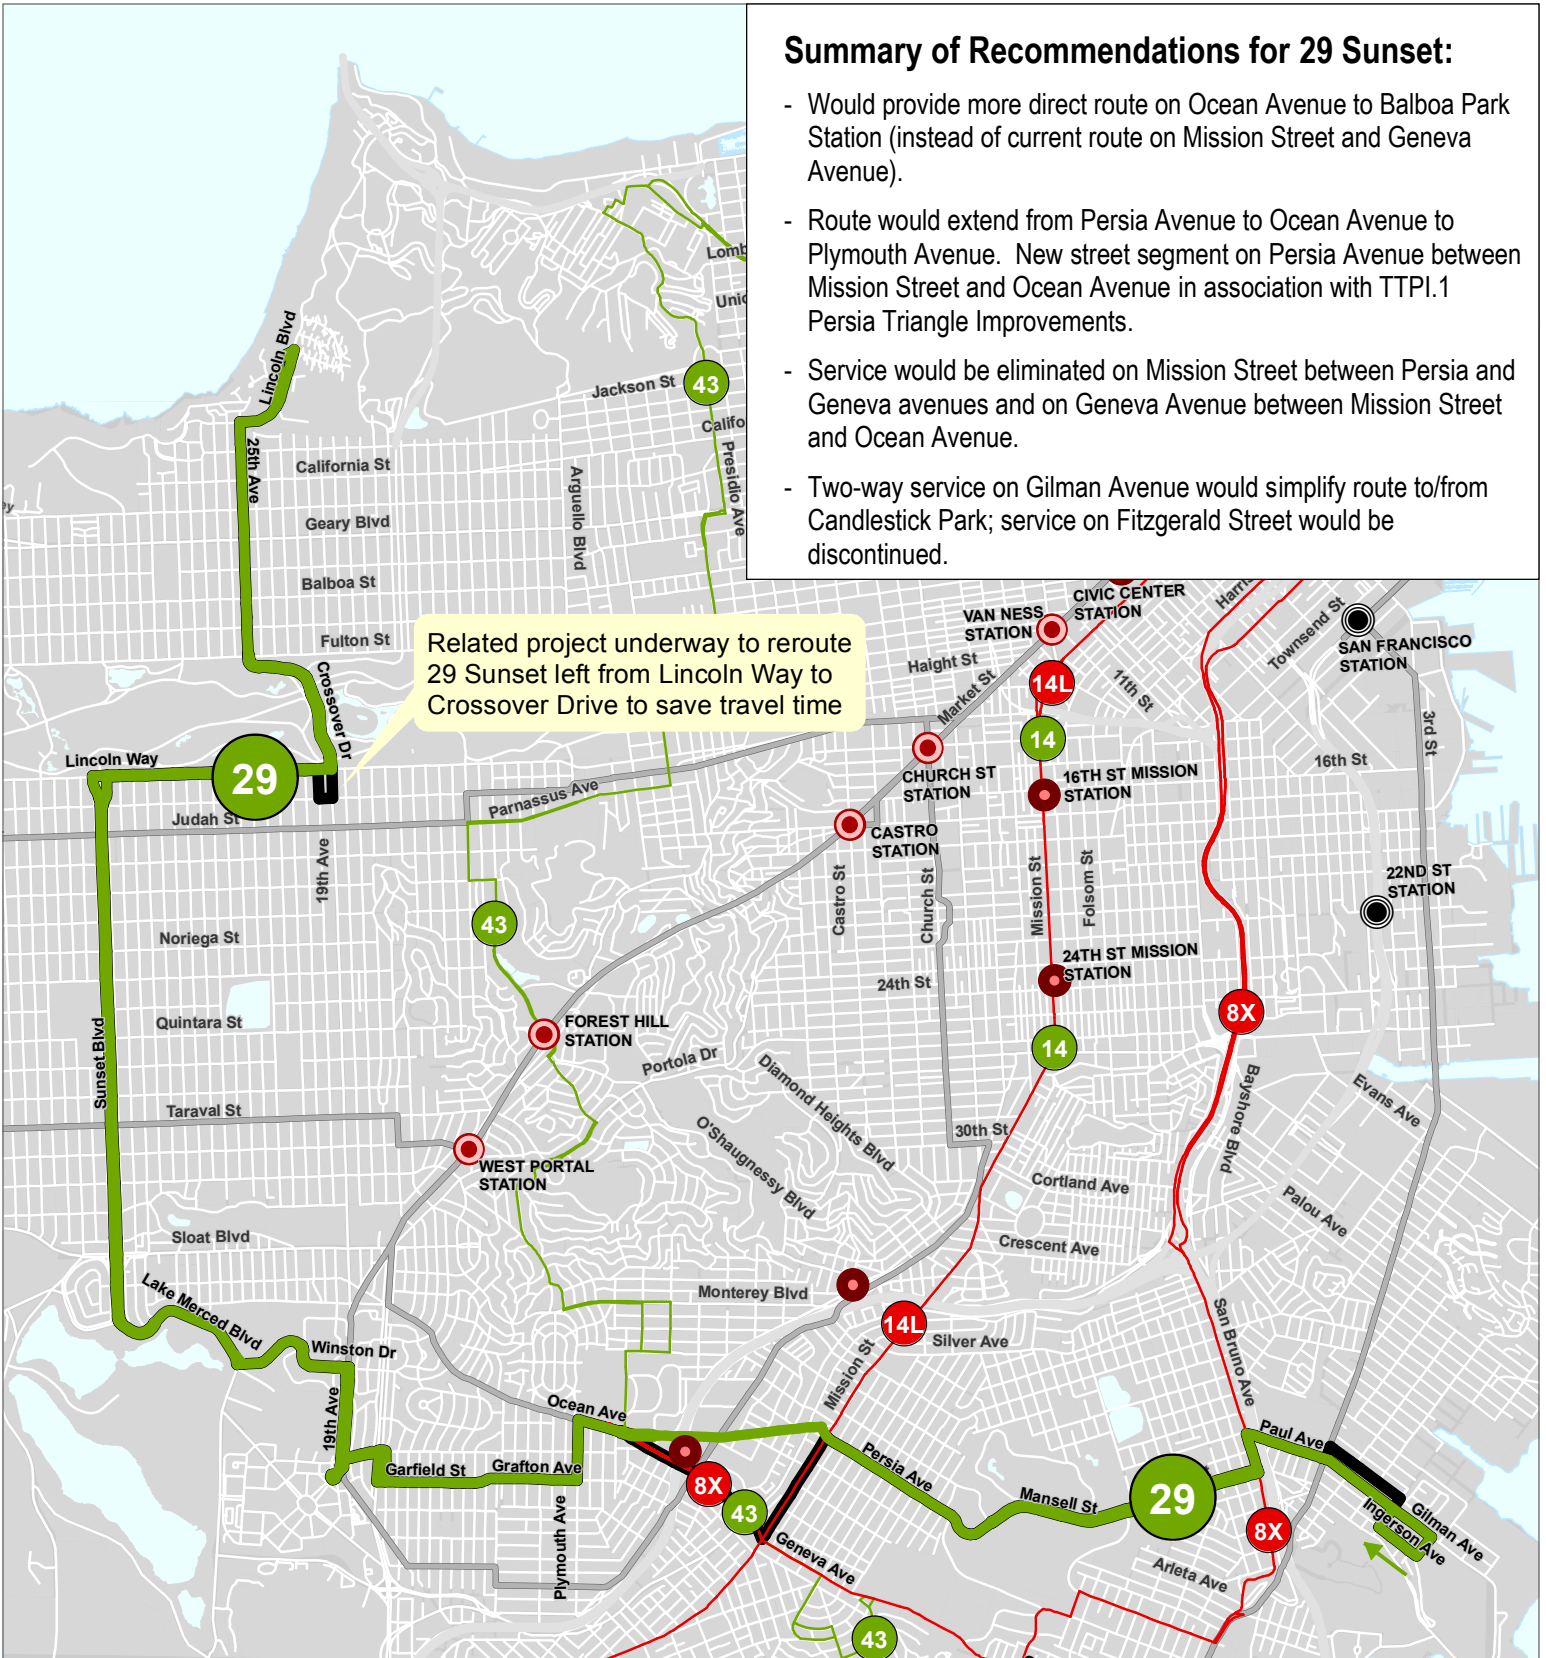 Summary of Recommendations for 29 Sunset:
- Would provide more direct route on Ocean Avenue to Balboa Park
Station (instead of current route on Mission Street and Geneva
Avenue).
- Route would extend from Persia Avenue to Ocean Avenue to
Plymouth Avenue. New street segment on Persia Avenue between
Mission Street and Ocean Avenue in association with TTPI.1
Persia Triangle Improvements.
- Service would be eliminated on Mission Street between Persia and
Geneva avenues and on Geneva Avenue between Mission Street
and Ocean Avenue.
- Two-way service on Gilman Avenue would simplify route to/from
Candlestick Park; service on Fitzgerald Street would be
discontinued.
Lomb
Unio
Lincoln Blvd
Jackson St
43
Califo
25th Ave
California St
Arguello Blvd
Presidio Ave
Geary Blvd
Balboa St
Fulton St
Related project underway to reroute
29 Sunset left from Lincoln Way to
Crossover Drive to save travel time
Crossover Dr
CIVIC CENTER
STATION
VAN NESS
STATION
Harris
Townsend St
SAN FRANCISCO
STATION
Haight St
Market St
14L
11th St
14
3rd St
Lincoln Way
29
16th St
CHURCH ST
STATION
16TH ST MISSION
STATION
Parnassus Ave
Judah St
CASTRO
STATION
19th Ave
Castro St
Church St
Mission St
Folsom St
22ND ST
STATION
43
Noriega St
24TH ST MISSION
STATION
24th St
Quintara St
FOREST HILL
STATION
8X
14
Sunset Blvd
Portola Dr
Diamond Heights Blvd
Bayshore Blvd
Evans Ave
Taraval St
O'Shaugnessy Blvd
30th St
WEST PORTAL
STATION
Cortland Ave
Palou Ave
Sloat Blvd
Crescent Ave
Lake Merced Blvd
Monterey Blvd
14L
Silver Ave
San Bruno Ave
Winston Dr
Mission St
19th Ave
Ocean Ave
Paul Ave
Garfield St
Grafton Ave
Persia Ave
8X
Mansell St
29
Plymouth Ave
43
Gilman Ave
Ingerson Ave
8X
Geneva Ave
Arleta Ave
43